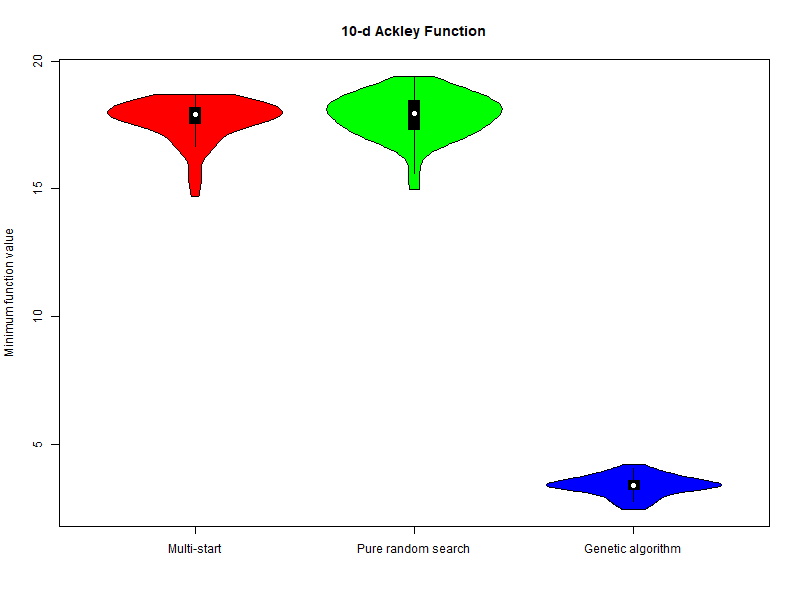 10-d Ackley Function
Minimum function value
20
15
10
5
Multi-start
Pure random search
Genetic algorithm